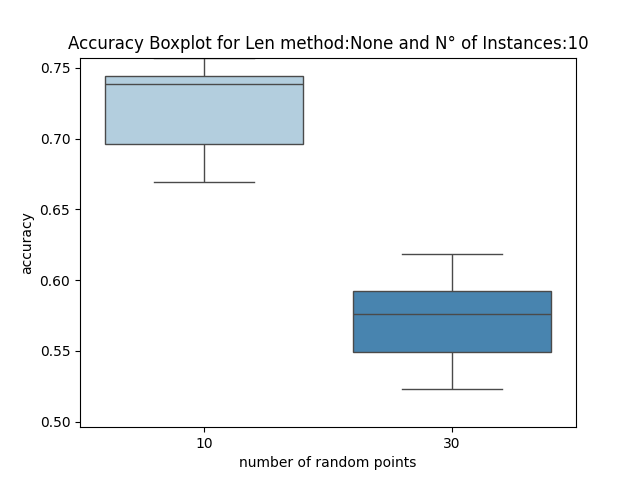 Accuracy Boxplot for Len method:None and N° of Instances:10
0.75
0.70
0.65
0.60
0.55
0.50
accuracy
10 30
number of random points